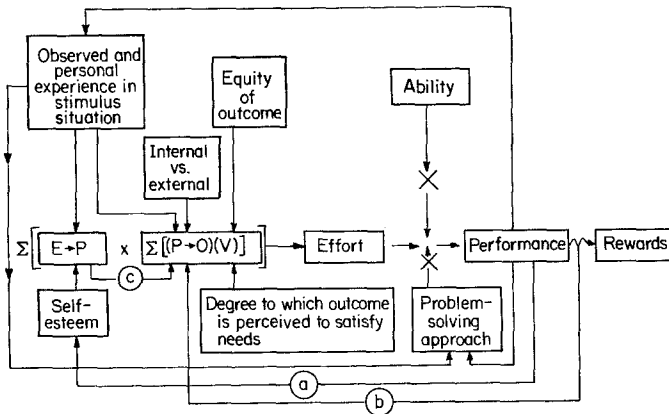 Observed and
personal
experience in
stimulus
situation
Equity
of
outcome
Ability
Internal
vs.
external
Σ[ E→P x Σ[(P→O)(V)] ]
Effort
Performance
Rewards
c
Self-
esteem
Degree to which outcome
is perceived to satisfy
needs
Problem-
solving
approach
a
b